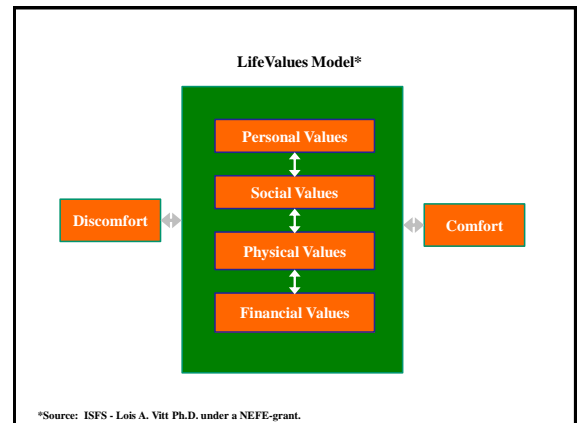 LifeValues Model*
Personal Values
Social Values
Discomfort
Comfort
Physical Values
Financial Values
*Source: ISFS - Lois A. Vitt Ph.D. under a NEFE-grant.